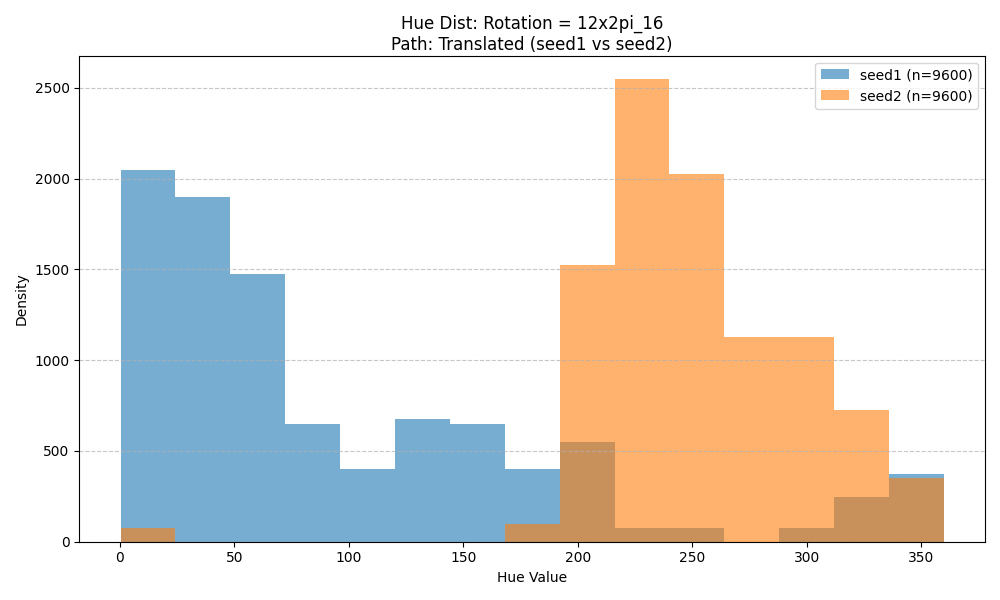 Hue Dist: Rotation = 12x2pi_16
Path: Translated (seed1 vs seed2)
seed1 (n=9600)
seed2 (n=9600)
Density
2500
2000
1500
1000
500
0
0 50 100 150 200 250 300 350
Hue Value